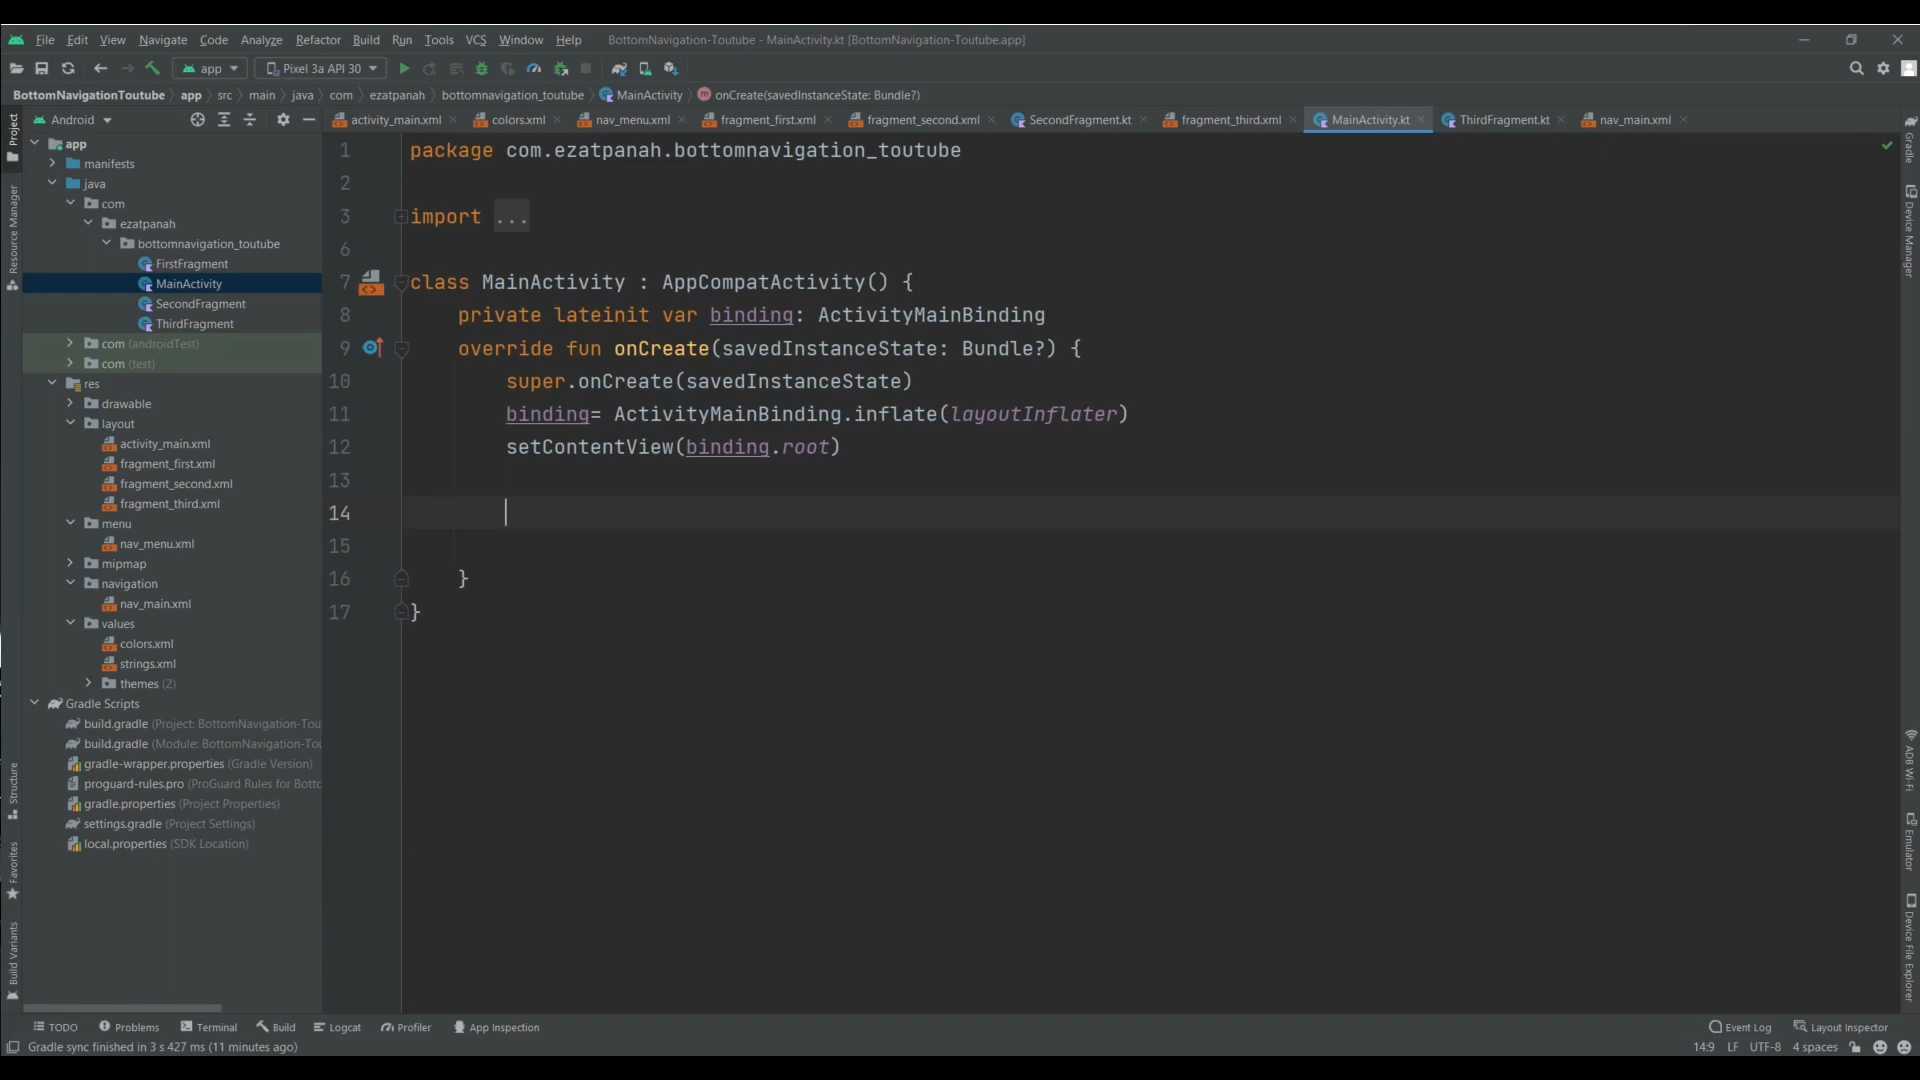 File Edit View Navigate Code Analyze Refactor Build Run Tools VCS Window Help BottomNavigation-Toutube - MainActivity.kt [BottomNavigation-Toutube.app]
app Pixel 3a API 30
BottomNavigationToutube app src main java com ezatpanah bottomnavigation_toutube MainActivity onCreate(savedInstanceState: Bundle?)
Android
activity_main.xml colors.xml nav_menu.xml fragment_first.xml fragment_second.xml SecondFragment.kt fragment_third.xml MainActivity.kt ThirdFragment.kt nav_main.xml
Project
Resource Manager
Structure
Favorites
Build Variants
app
manifests
java
com
ezatpanah
bottomnavigation_toutube
FirstFragment
MainActivity
SecondFragment
ThirdFragment
com (androidTest)
com (test)
res
drawable
layout
activity_main.xml
fragment_first.xml
fragment_second.xml
fragment_third.xml
menu
nav_menu.xml
mipmap
navigation
nav_main.xml
values
colors.xml
strings.xml
themes (2)
Gradle Scripts
build.gradle (Project: BottomNavigation-Tou
build.gradle (Module: BottomNavigation-Tou
gradle-wrapper.properties (Gradle Version)
proguard-rules.pro (ProGuard Rules for Botto
gradle.properties (Project Properties)
settings.gradle (Project Settings)
local.properties (SDK Location)
1 package com.ezatpanah.bottomnavigation_toutube
2
3 import ...
6
7 class MainActivity : AppCompatActivity() {
8 private lateinit var binding: ActivityMainBinding
9 override fun onCreate(savedInstanceState: Bundle?) {
10 super.onCreate(savedInstanceState)
11 binding= ActivityMainBinding.inflate(layoutInflater)
12 setContentView(binding.root)
13
14
15
16 }
17 }
Gradle
Device Manager
ADB Wi-Fi
Emulator
Device File Explorer
TODO Problems Terminal Build Logcat Profiler App Inspection Event Log Layout Inspector
Gradle sync finished in 3 s 427 ms (11 minutes ago) 14:9 LF UTF-8 4 spaces